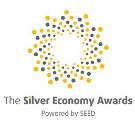 The Silver Economy Awards
Powered by SEED